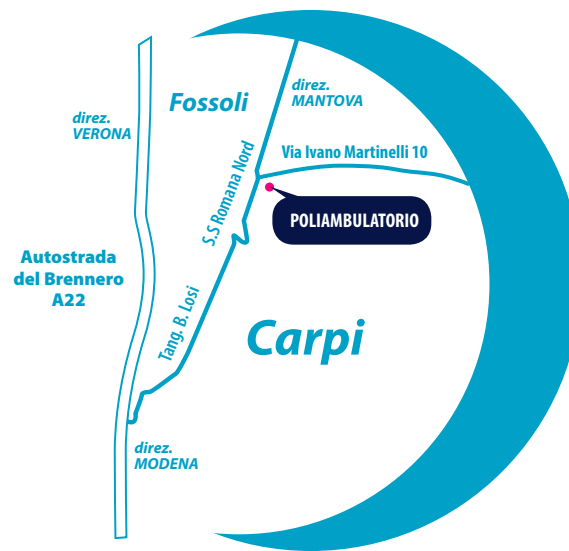 direz.
MANTOVA
Fossoli
direz.
VERONA
Via Ivano Martinelli 10
S.S Romana Nord
POLIAMBULATORIO
Autostrada
del Brennero
A22
Tang. B. Losi
Carpi
direz.
MODENA